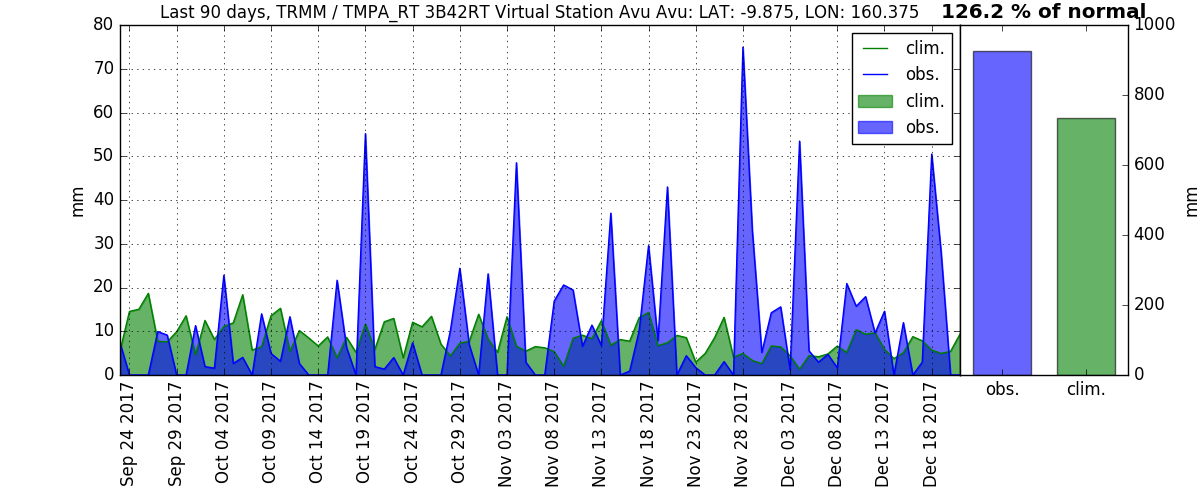 Last 90 days, TRMM / TMPA_RT 3B42RT Virtual Station Avu Avu: LAT: -9.875, LON: 160.375
126.2 % of normal
80
70
60
50
40
30
20
10
0
mm
clim.
obs.
clim.
obs.
Sep 24 2017
Sep 29 2017
Oct 04 2017
Oct 09 2017
Oct 14 2017
Oct 19 2017
Oct 24 2017
Oct 29 2017
Nov 03 2017
Nov 08 2017
Nov 13 2017
Nov 18 2017
Nov 23 2017
Nov 28 2017
Dec 03 2017
Dec 08 2017
Dec 13 2017
Dec 18 2017
1000
800
600
400
200
0
mm
obs.
clim.